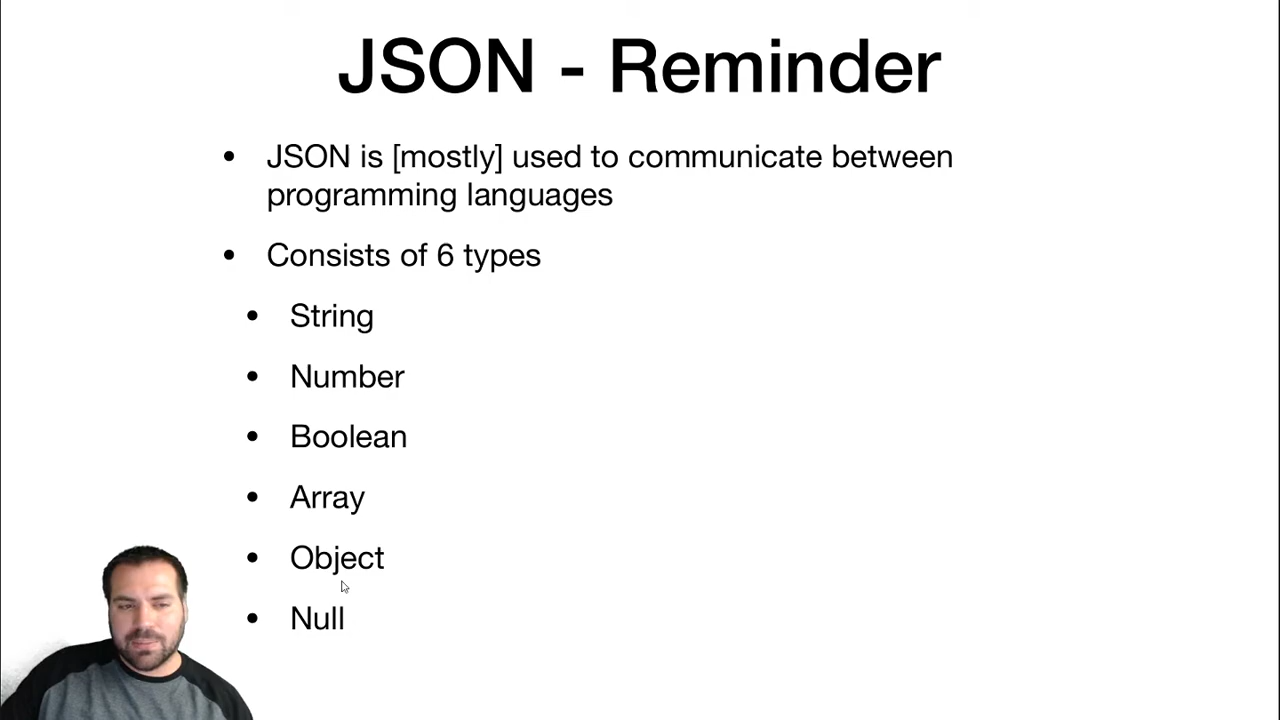 JSON - Reminder
• JSON is [mostly] used to communicate between
programming languages
• Consists of 6 types
• String
• Number
• Boolean
• Array
• Object
• Null